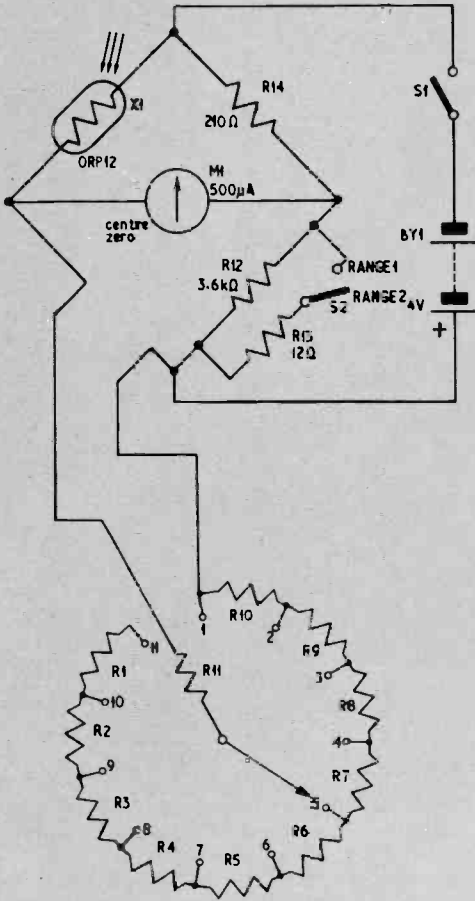 S1
R14
X1
210Ω
ORP12
M1
500µA
centre
zero
BY1
R12
3.6kΩ
RANGE1
RANGE2
S2
4V
+
R13
12Ω
1
R10
2
11
R11
R9
R1
3
10
R8
R2
4
R7
9
5
R3
R6
8
R4
7
R5
6